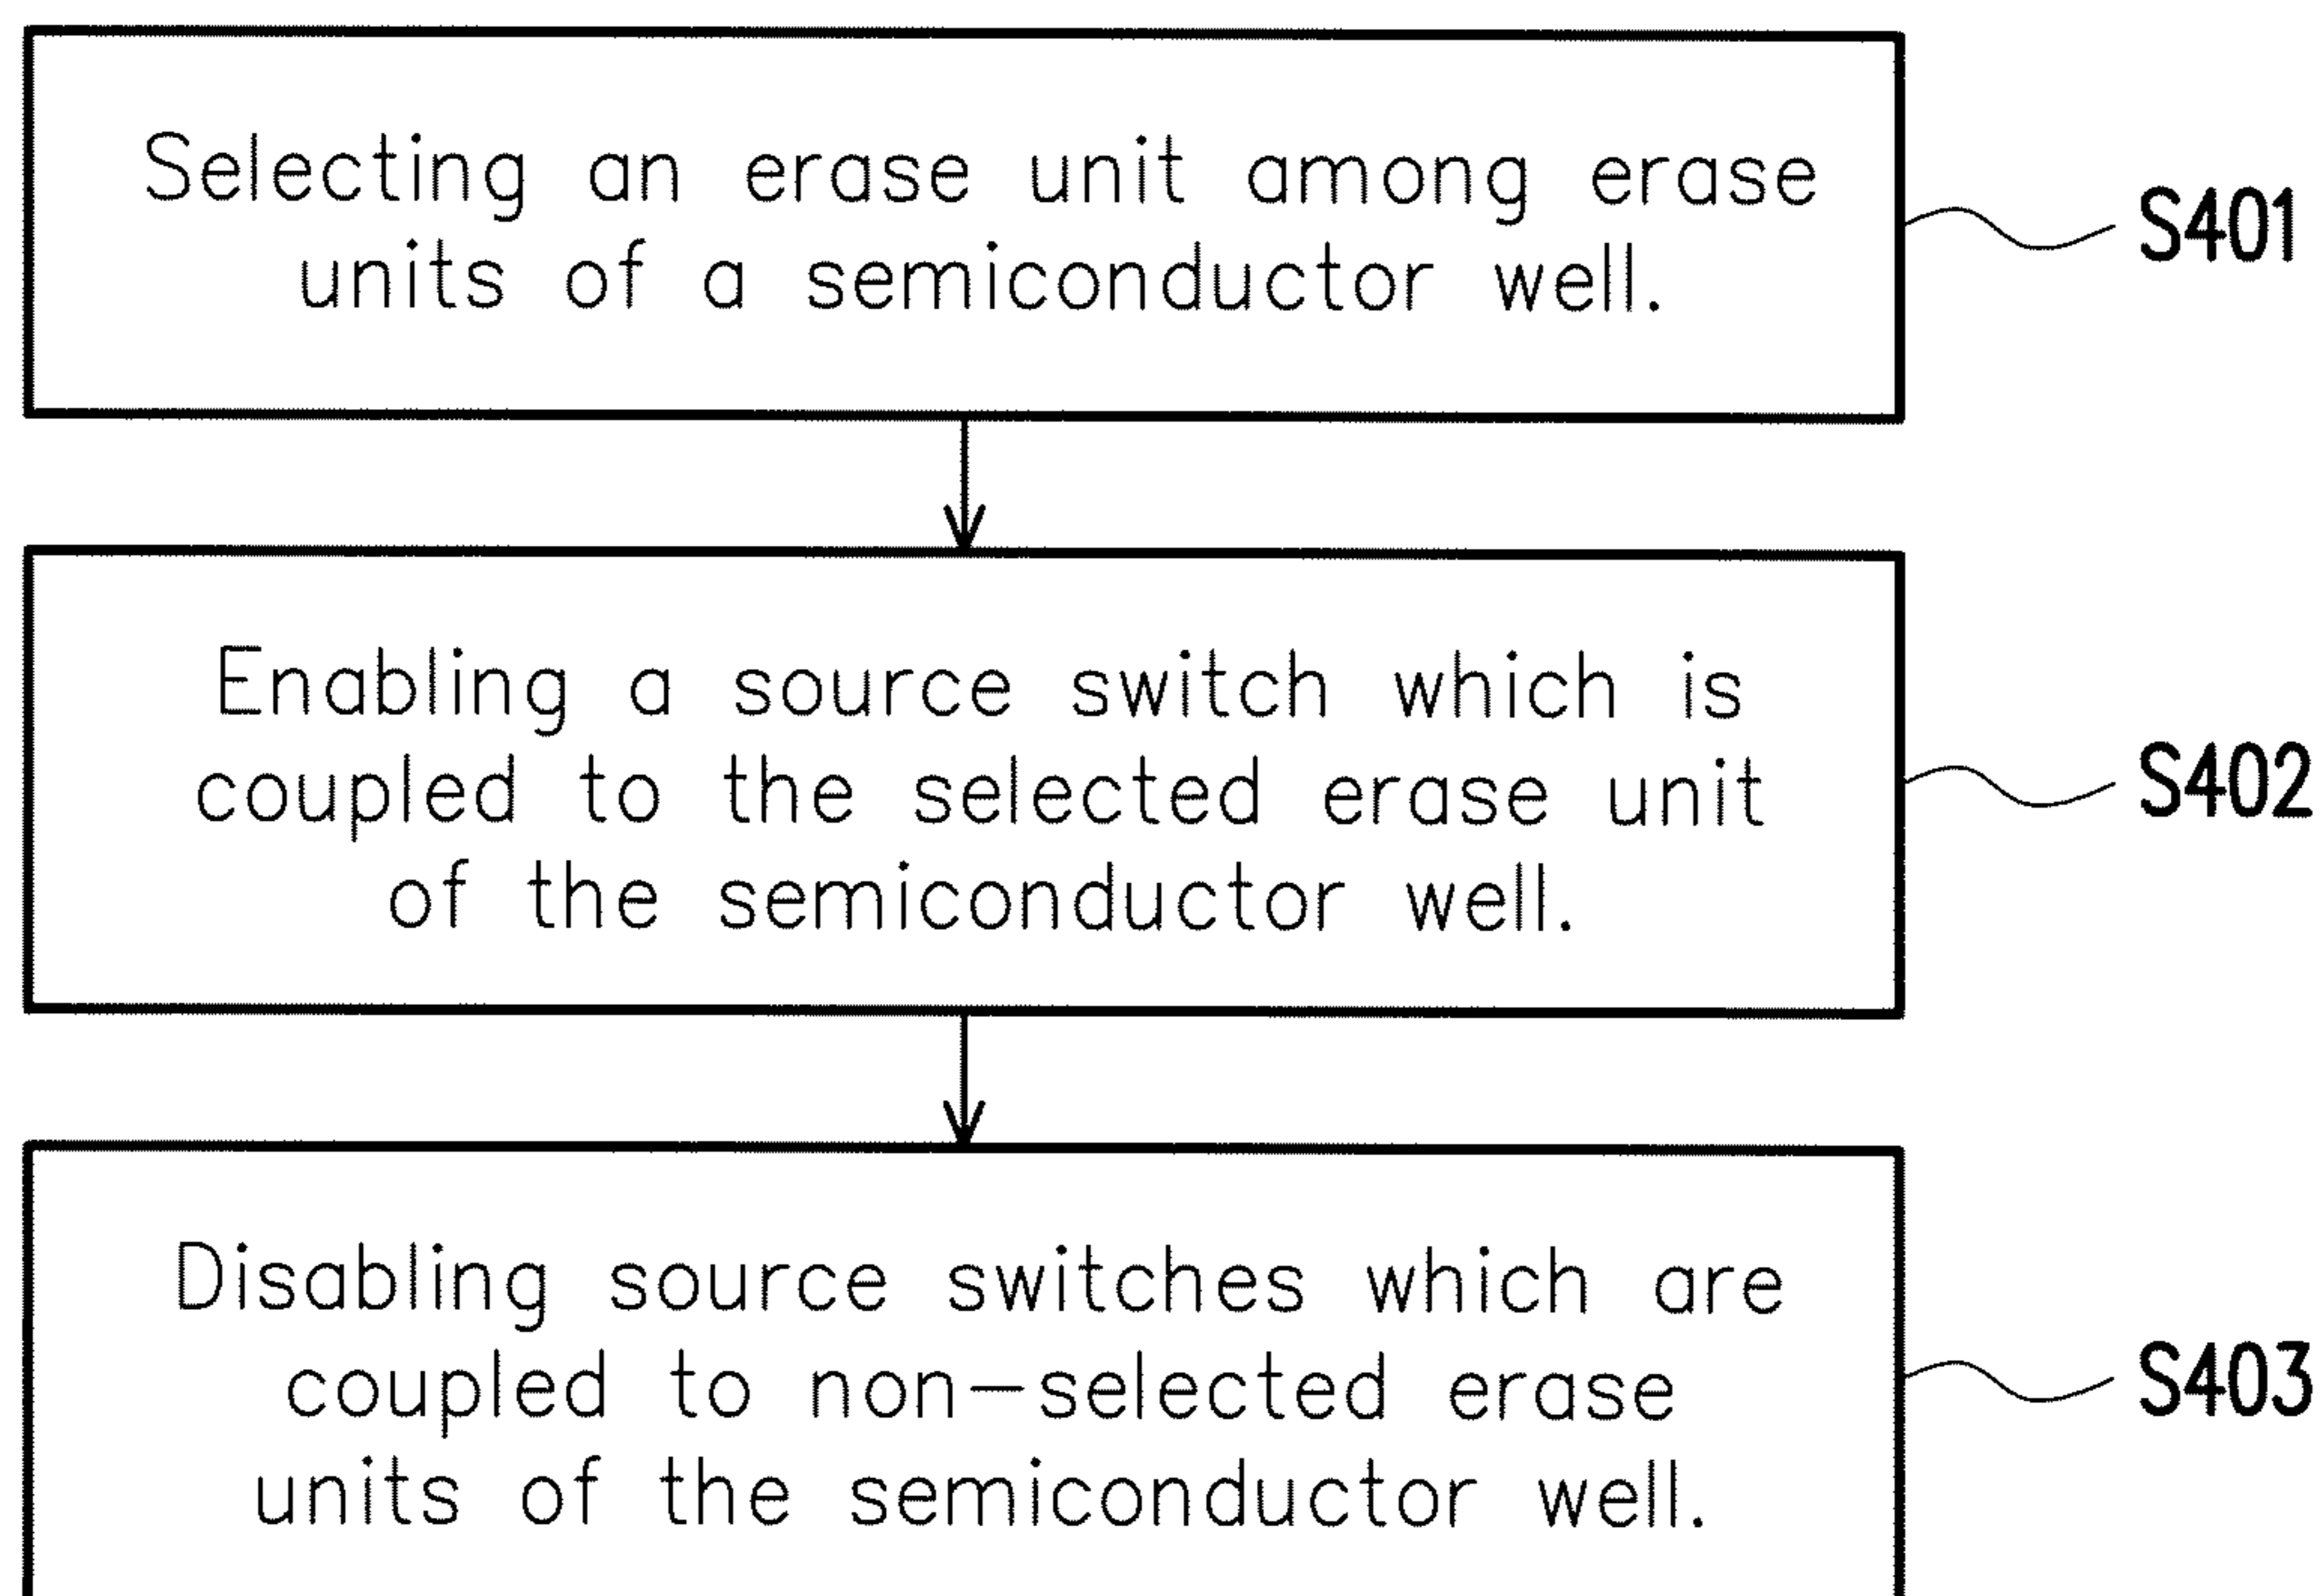 Selecting an erase unit among erase
units of a semiconductor well.
S401
Enabling a source switch which is
coupled to the selected erase unit
of the semiconductor well.
S402
Disabling source switches which are
coupled to non-selected erase
units of the semiconductor well.
S403